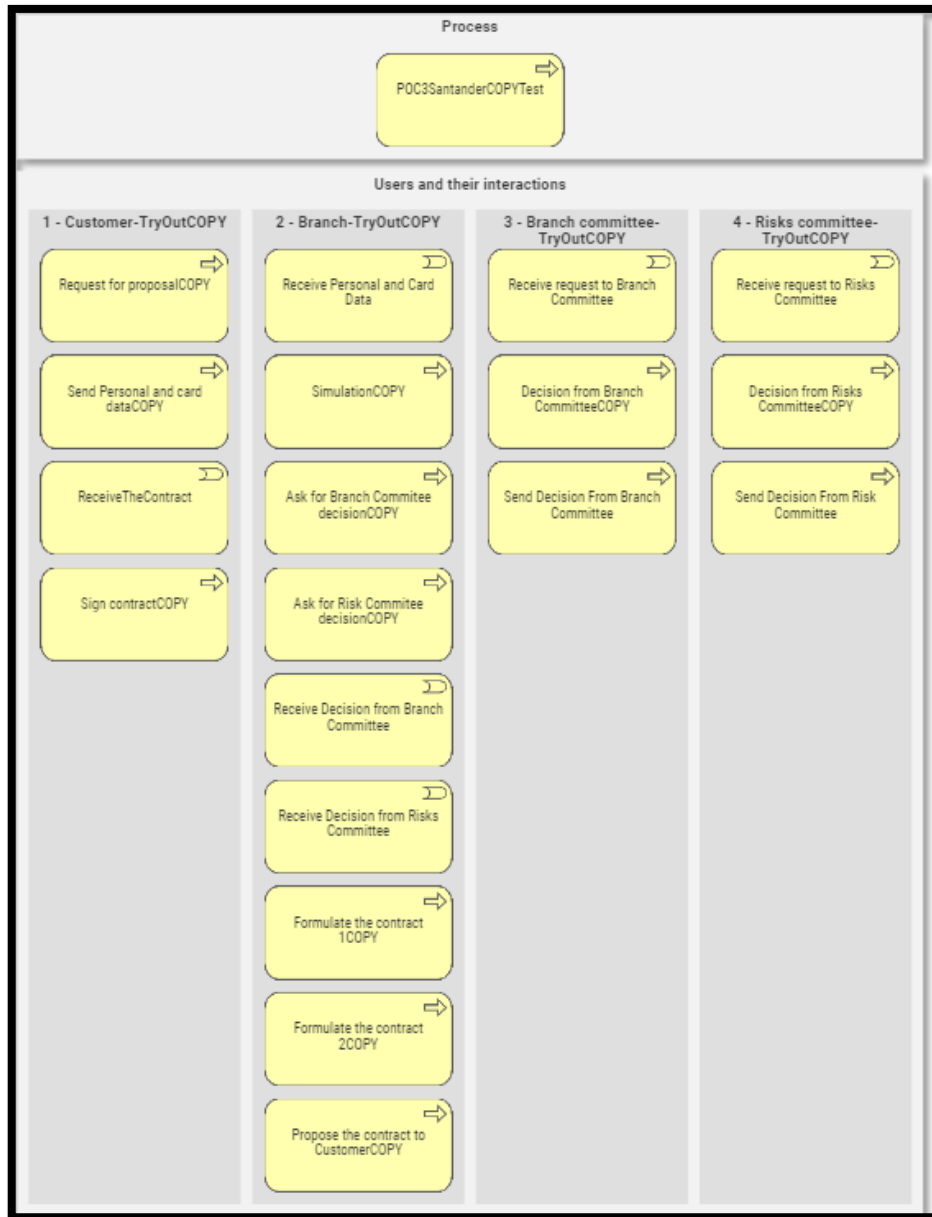 Process
POC3SantanderCOPYTest
Users and their interactions
1 - Customer-TryOutCOPY
Request for proposalCOPY
Send Personal and card
dataCOPY
ReceiveTheContract
Sign contractCOPY
2 - Branch-TryOutCOPY
Receive Personal and Card
Data
SimulationCOPY
Ask for Branch Commitee
decisionCOPY
Ask for Risk Commitee
decisionCOPY
Receive Decision from Branch
Committee
Receive Decision from Risks
Committee
Formulate the contract
1COPY
Formulate the contract
2COPY
Propose the contract to
CustomerCOPY
3 - Branch committee-
TryOutCOPY
Receive request to Branch
Committee
Decision from Branch
CommitteeCOPY
Send Decision From Branch
Committee
4 - Risks committee-
TryOutCOPY
Receive request to Risks
Committee
Decision from Risks
CommitteeCOPY
Send Decision From Risk
Committee